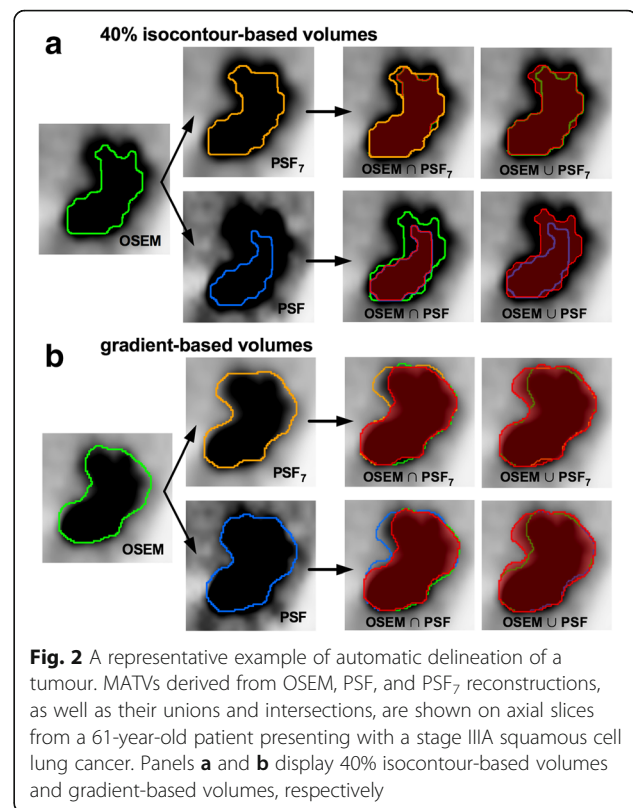 a 40% isocontour-based volumes
OSEM
PSF₇
OSEM ∩ PSF₇
OSEM ∪ PSF₇
PSF
OSEM ∩ PSF
OSEM ∪ PSF
b gradient-based volumes
OSEM
PSF₇
OSEM ∩ PSF₇
OSEM ∪ PSF₇
PSF
OSEM ∩ PSF
OSEM ∪ PSF
Fig. 2 A representative example of automatic delineation of a
tumour. MATVs derived from OSEM, PSF, and PSF₇ reconstructions,
as well as their unions and intersections, are shown on axial slices
from a 61-year-old patient presenting with a stage IIIA squamous cell
lung cancer. Panels a and b display 40% isocontour-based volumes
and gradient-based volumes, respectively